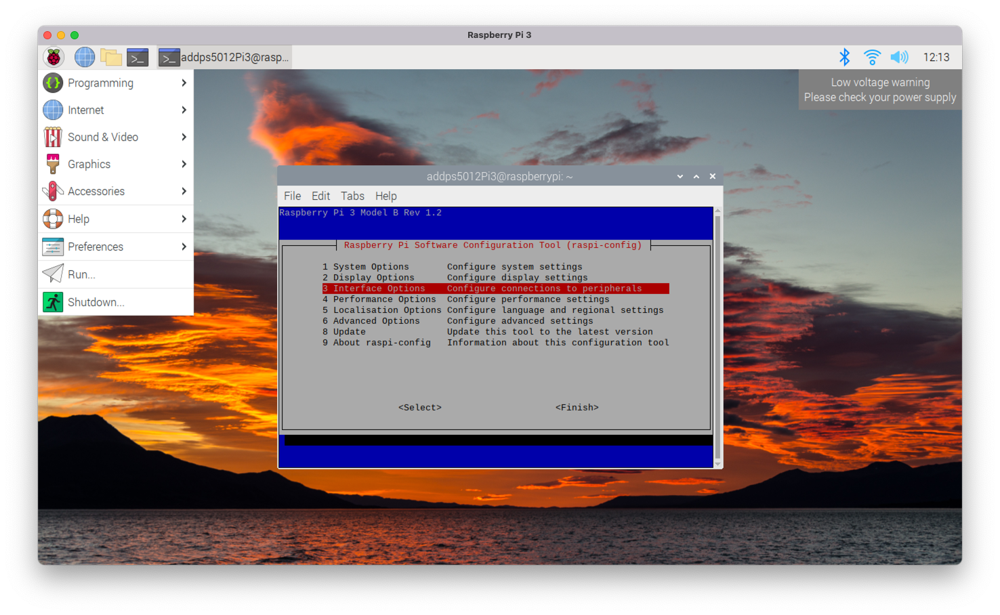 Raspberry Pi 3
addps5012Pi3@rasp...
12:13
Low voltage warning
Please check your power supply
Programming
Internet
Sound & Video
Graphics
Accessories
Help
Preferences
Run...
Shutdown...
addps5012Pi3@raspberrypi: ~
File Edit Tabs Help
Raspberry Pi 3 Model B Rev 1.2
Raspberry Pi Software Configuration Tool (raspi-config)
1 System Options Configure system settings
2 Display Options Configure display settings
3 Interface Options Configure connections to peripherals
4 Performance Options Configure performance settings
5 Localisation Options Configure language and regional settings
6 Advanced Options Configure advanced settings
8 Update Update this tool to the latest version
9 About raspi-config Information about this configuration tool
<Select> <Finish>